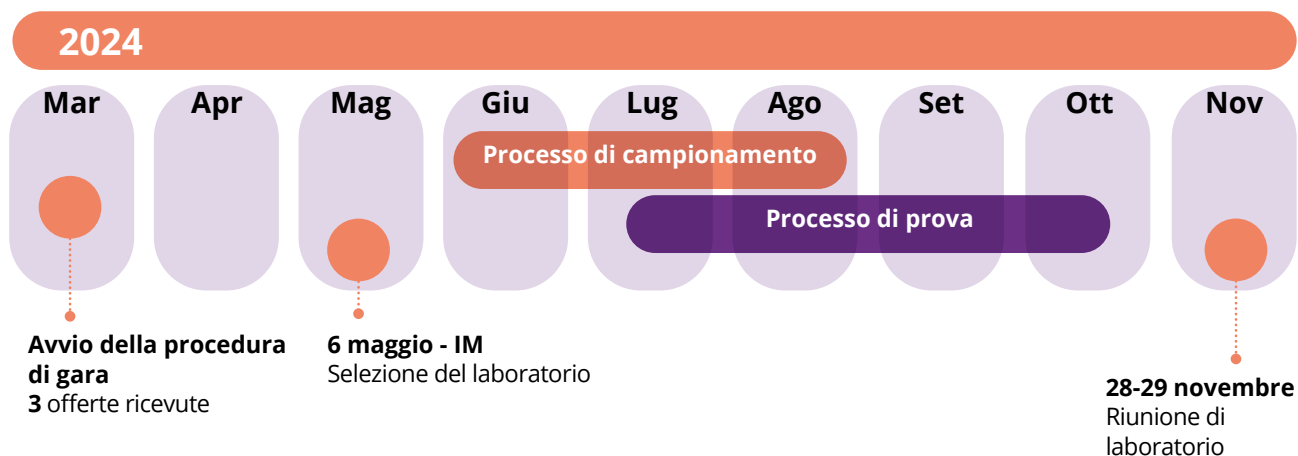 2024
Mar Apr Mag Giu Lug Ago Set Ott Nov
Processo di campionamento
Processo di prova
Avvio della procedura
di gara
3 offerte ricevute
6 maggio - IM
Selezione del laboratorio
28-29 novembre
Riunione di
laboratorio